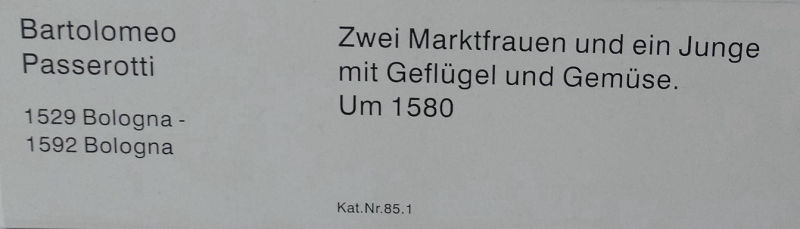 Bartolomeo
Passerotti
1529 Bologna -
1592 Bologna
Zwei Marktfrauen und ein Junge
mit Geflügel und Gemüse.
Um 1580
Kat.Nr.85.1